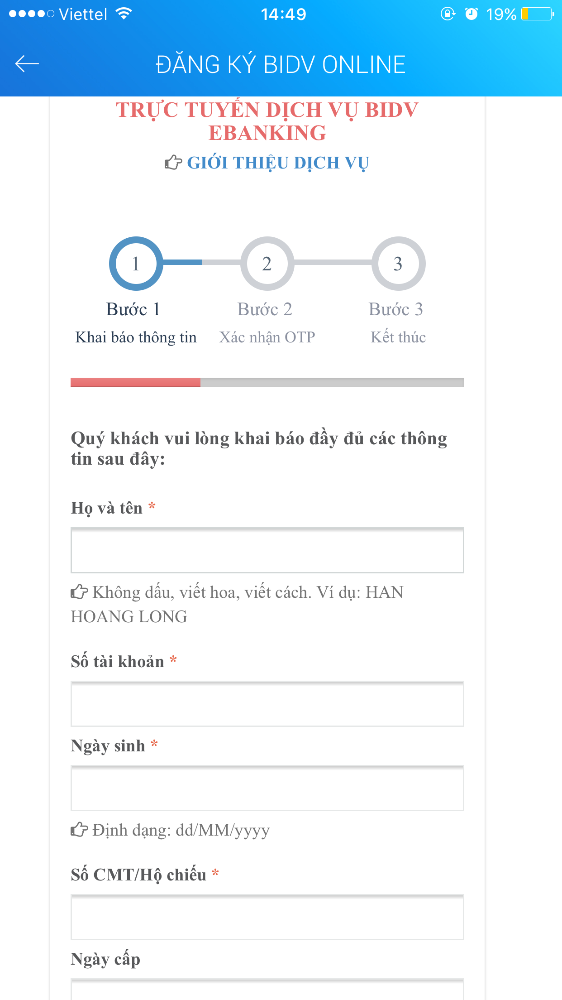 Viettel 14:49 19%
ĐĂNG KÝ BIDV ONLINE
TRỰC TUYẾN DỊCH VỤ BIDV
EBANKING
GIỚI THIỆU DỊCH VỤ
1 2 3
Bước 1 Bước 2 Bước 3
Khai báo thông tin Xác nhận OTP Kết thúc
Quý khách vui lòng khai báo đầy đủ các thông
tin sau đây:
Họ và tên *
Không dấu, viết hoa, viết cách. Ví dụ: HAN
HOANG LONG
Số tài khoản *
Ngày sinh *
Định dạng: dd/MM/yyyy
Số CMT/Hộ chiếu *
Ngày cấp